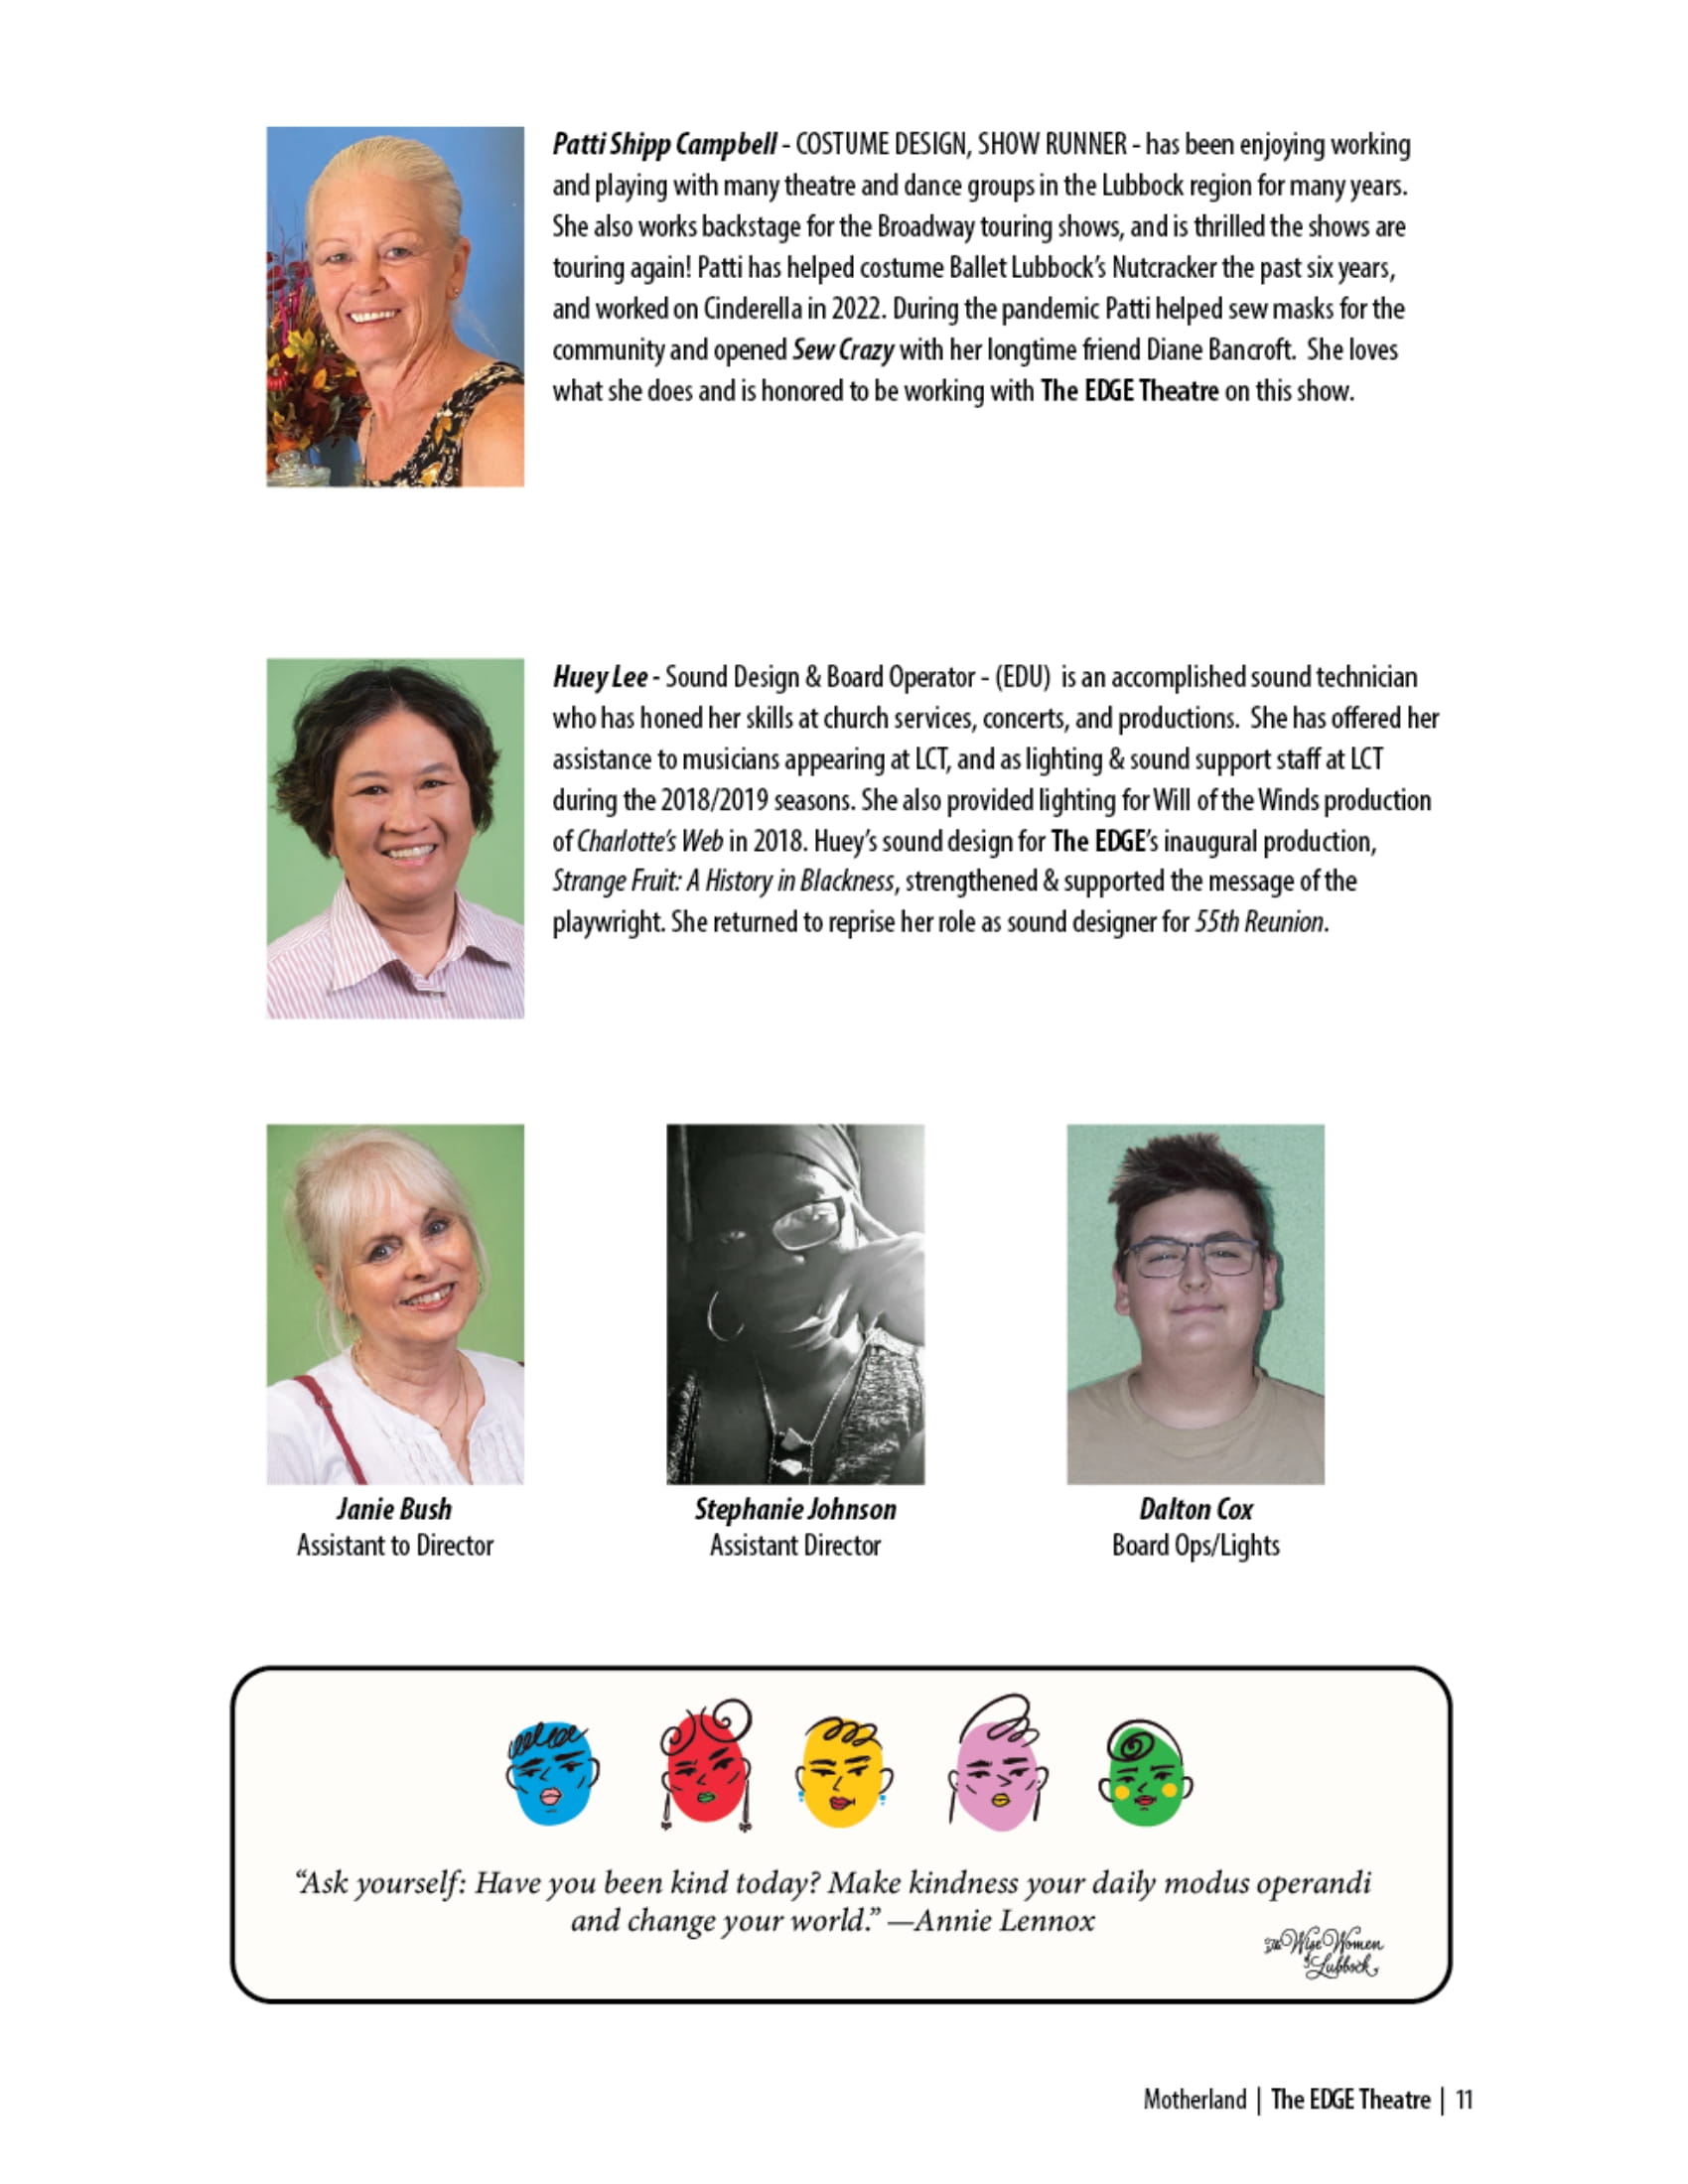 Patti Shipp Campbell - COSTUME DESIGN, SHOW RUNNER - has been enjoying working
and playing with many theatre and dance groups in the Lubbock region for many years.
She also works backstage for the Broadway touring shows, and is thrilled the shows are
touring again! Patti has helped costume Ballet Lubbock's Nutcracker the past six years,
and worked on Cinderella in 2022. During the pandemic Patti helped sew masks for the
community and opened Sew Crazy with her longtime friend Diane Bancroft.  She loves
what she does and is honored to be working with The EDGE Theatre on this show.
Huey Lee - Sound Design & Board Operator - (EDU)  is an accomplished sound technician
who has honed her skills at church services, concerts, and productions.  She has offered her
assistance to musicians appearing at LCT, and as lighting & sound support staff at LCT
during the 2018/2019 seasons. She also provided lighting for Will of the Winds production
of Charlotte's Web in 2018. Huey's sound design for The EDGE's inaugural production,
Strange Fruit: A History in Blackness, strengthened & supported the message of the
playwright. She returned to reprise her role as sound designer for 55th Reunion.
Janie Bush
Assistant to Director
Stephanie Johnson
Assistant Director
Dalton Cox
Board Ops/Lights
"Ask yourself: Have you been kind today? Make kindness your daily modus operandi
and change your world." —Annie Lennox
The Wise Women
of Lubbock
Motherland | The EDGE Theatre | 11